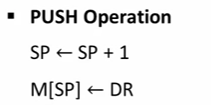 ▪ PUSH Operation
SP ← SP + 1
M[SP] ← DR